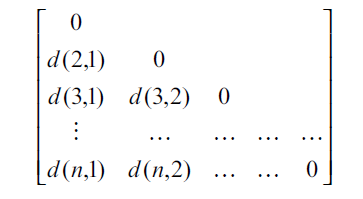 0
d(2,1) 0
d(3,1) d(3,2) 0
⋮ … … … …
d(n,1) d(n,2) … … 0